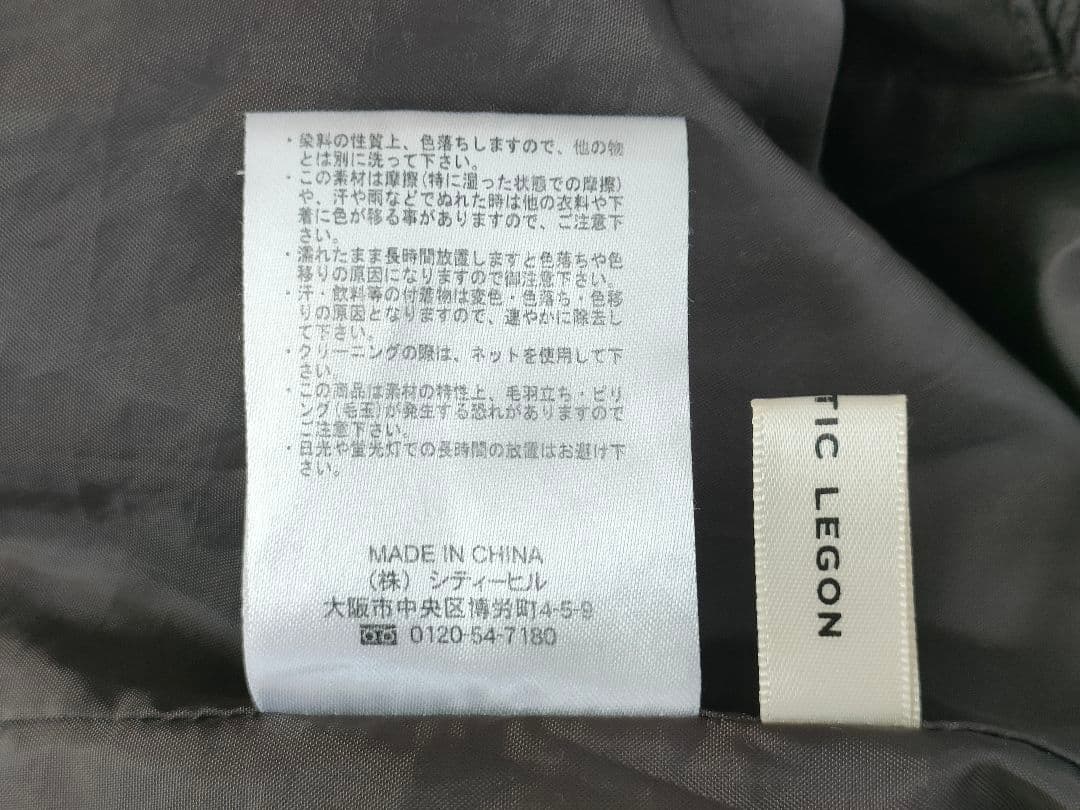 ・染料の性質上、色落ちしますので、他の物
とは別に洗って下さい。
・この素材は摩擦(特に湿った状態での摩擦)
や、汗や雨などでぬれた時は他の衣料や下
着に色が移る事がありますので、ご注意下
さい。
・濡れたまま長時間放置しますと色落ちや色
移りの原因になりますので御注意下さい。
・汗・飲料等の付着物は変色・色落ち・色移
りの原因となりますので、速やかに除去し
て下さい。
・クリーニングの際は、ネットを使用して下
さい。
・この商品は素材の特性上、毛羽立ち・ピリ
ング(毛玉)が発生する恐れがありますので
ご注意下さい。
・日光や蛍光灯での長時間の放置はお避け下
さい。
MADE IN CHINA
(株) シティーヒル
大阪市中央区博労町4-5-9
0120-54-7180
TIC LEGON